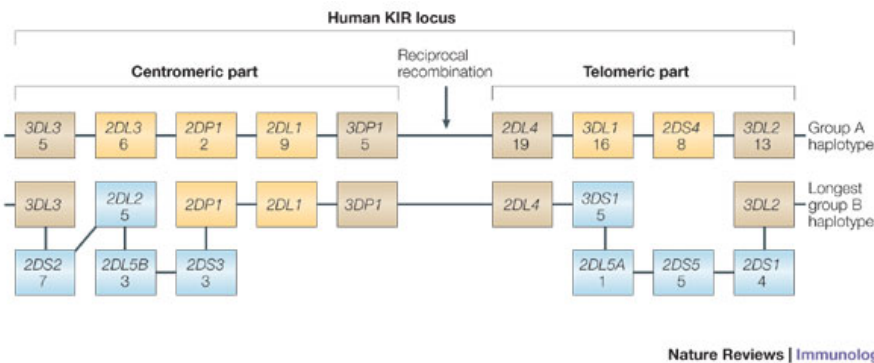 Human KIR locus
Centromeric part
Reciprocal
recombination
Telomeric part
3DL3
5
2DL3
6
2DP1
2
2DL1
9
3DP1
5
2DL4
19
3DL1
16
2DS4
8
3DL2
13
Group A
haplotype
3DL3
2DL2
5
2DP1
2DL1
3DP1
2DL4
3DS1
5
3DL2
Longest
group B
haplotype
2DS2
7
2DL5B
3
2DS3
3
2DL5A
1
2DS5
5
2DS1
4
Nature Reviews | Immunolog